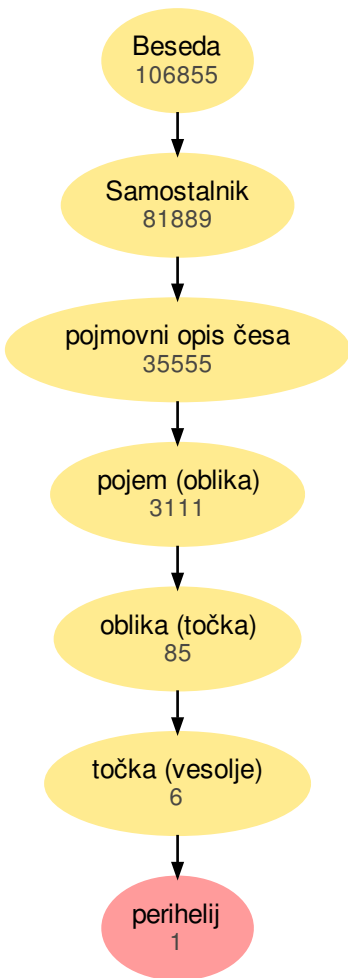 Beseda
106855
Samostalnik
81889
pojmovni opis česa
35555
pojem (oblika)
3111
oblika (točka)
85
točka (vesolje)
6
perihelij
1